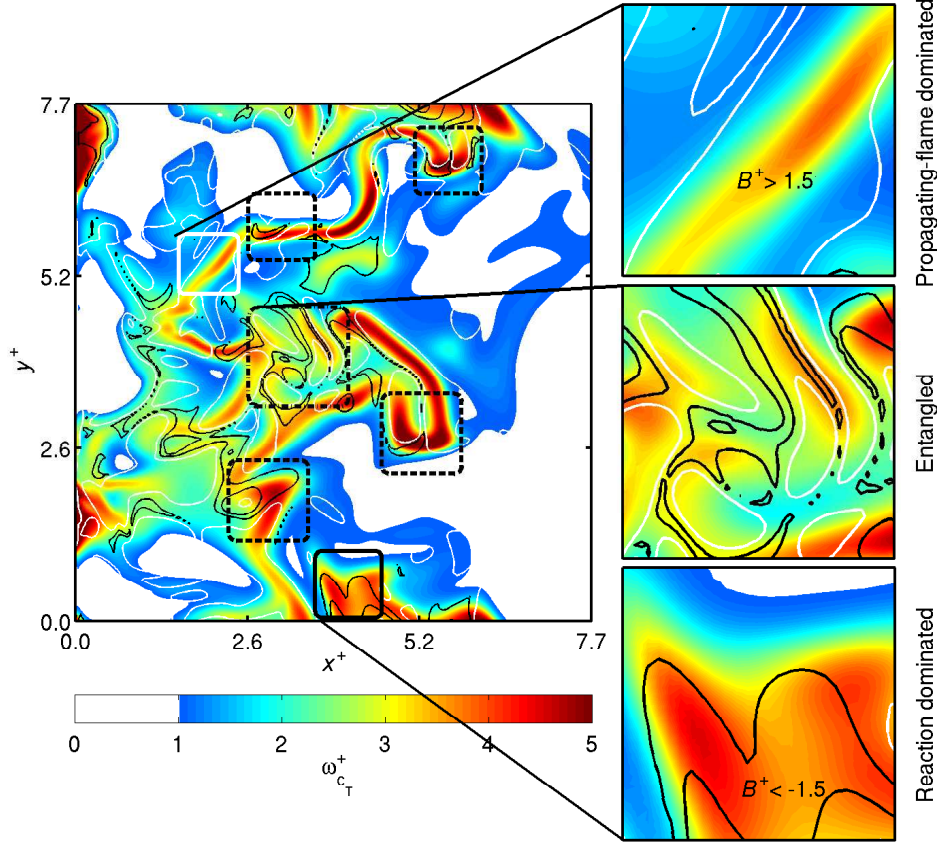 7.7
5.2
2.6
0.0
y+
0.0 2.6 5.2 7.7
x+
0 1 2 3 4 5
ω+cT
B+ > 1.5
Propagating-flame dominated
Entangled
B+ < -1.5
Reaction dominated